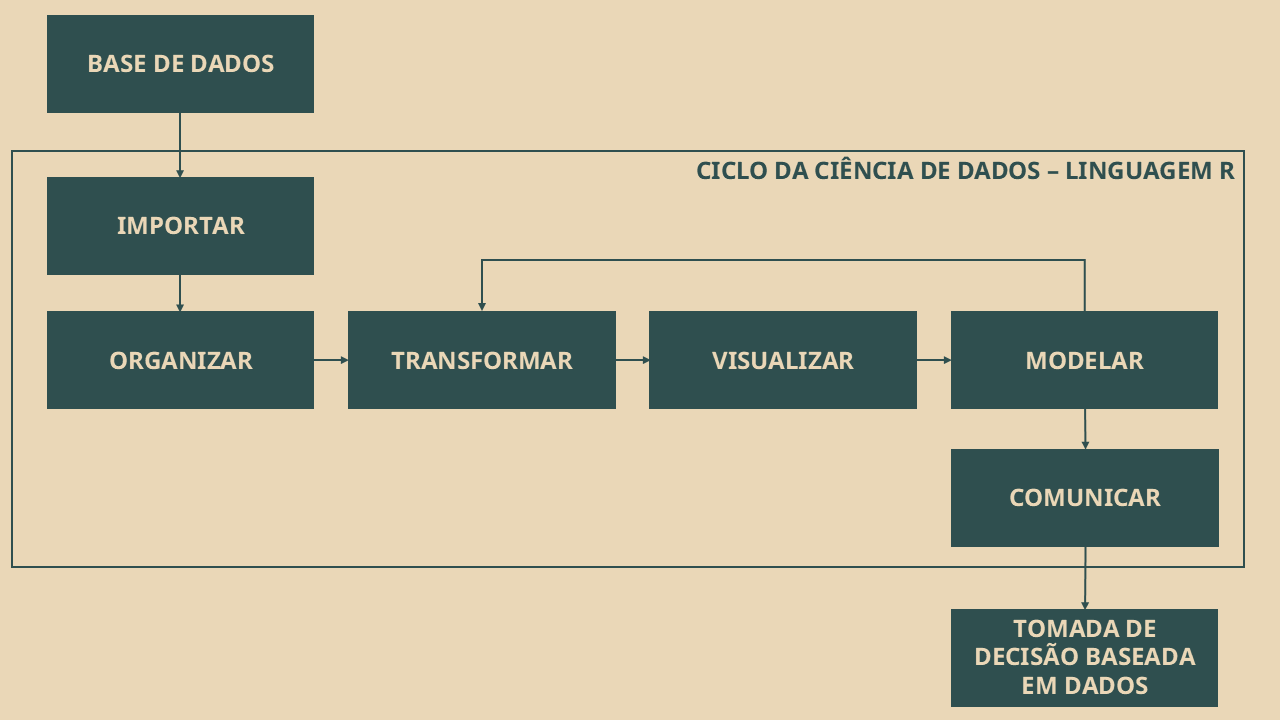 BASE DE DADOS
CICLO DA CIÊNCIA DE DADOS – LINGUAGEM R
IMPORTAR
ORGANIZAR
TRANSFORMAR
VISUALIZAR
MODELAR
COMUNICAR
TOMADA DE
DECISÃO BASEADA
EM DADOS